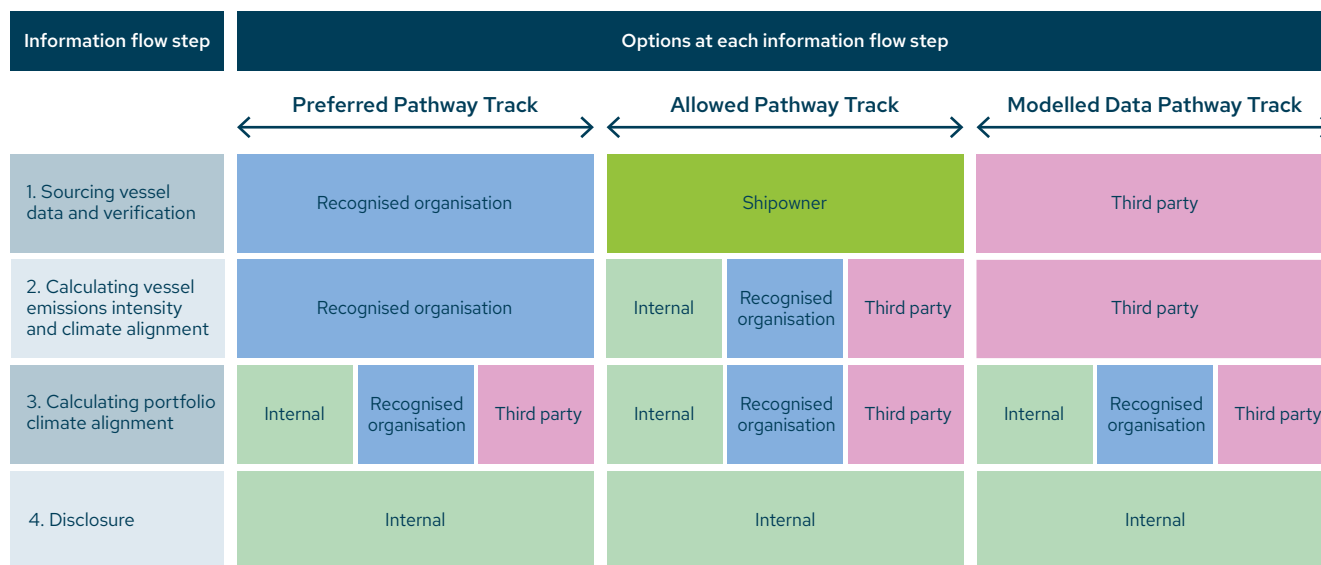 Information flow step
Options at each information flow step
Preferred Pathway Track
Allowed Pathway Track
Modelled Data Pathway Track
1. Sourcing vessel
data and verification
Recognised organisation
Shipowner
Third party
2. Calculating vessel
emissions intensity
and climate alignment
Recognised organisation
Internal
Recognised
organisation
Third party
Third party
3. Calculating portfolio
climate alignment
Internal
Recognised
organisation
Third party
Internal
Recognised
organisation
Third party
Internal
Recognised
organisation
Third party
4. Disclosure
Internal
Internal
Internal